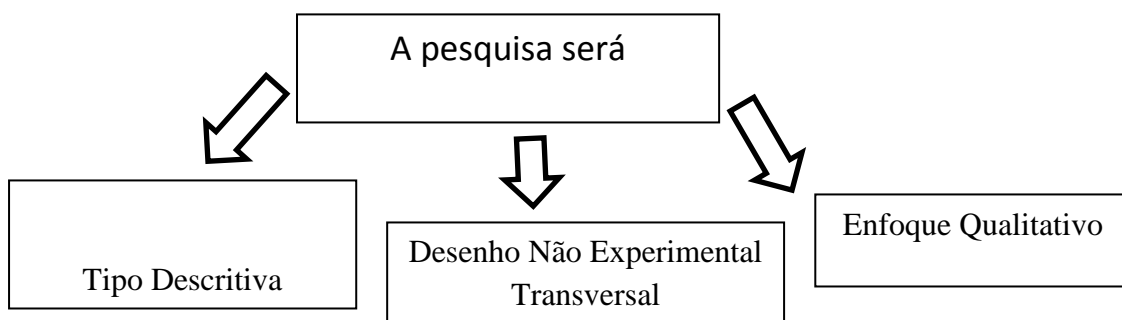 A pesquisa será
Tipo Descritiva
Desenho Não Experimental
Transversal
Enfoque Qualitativo